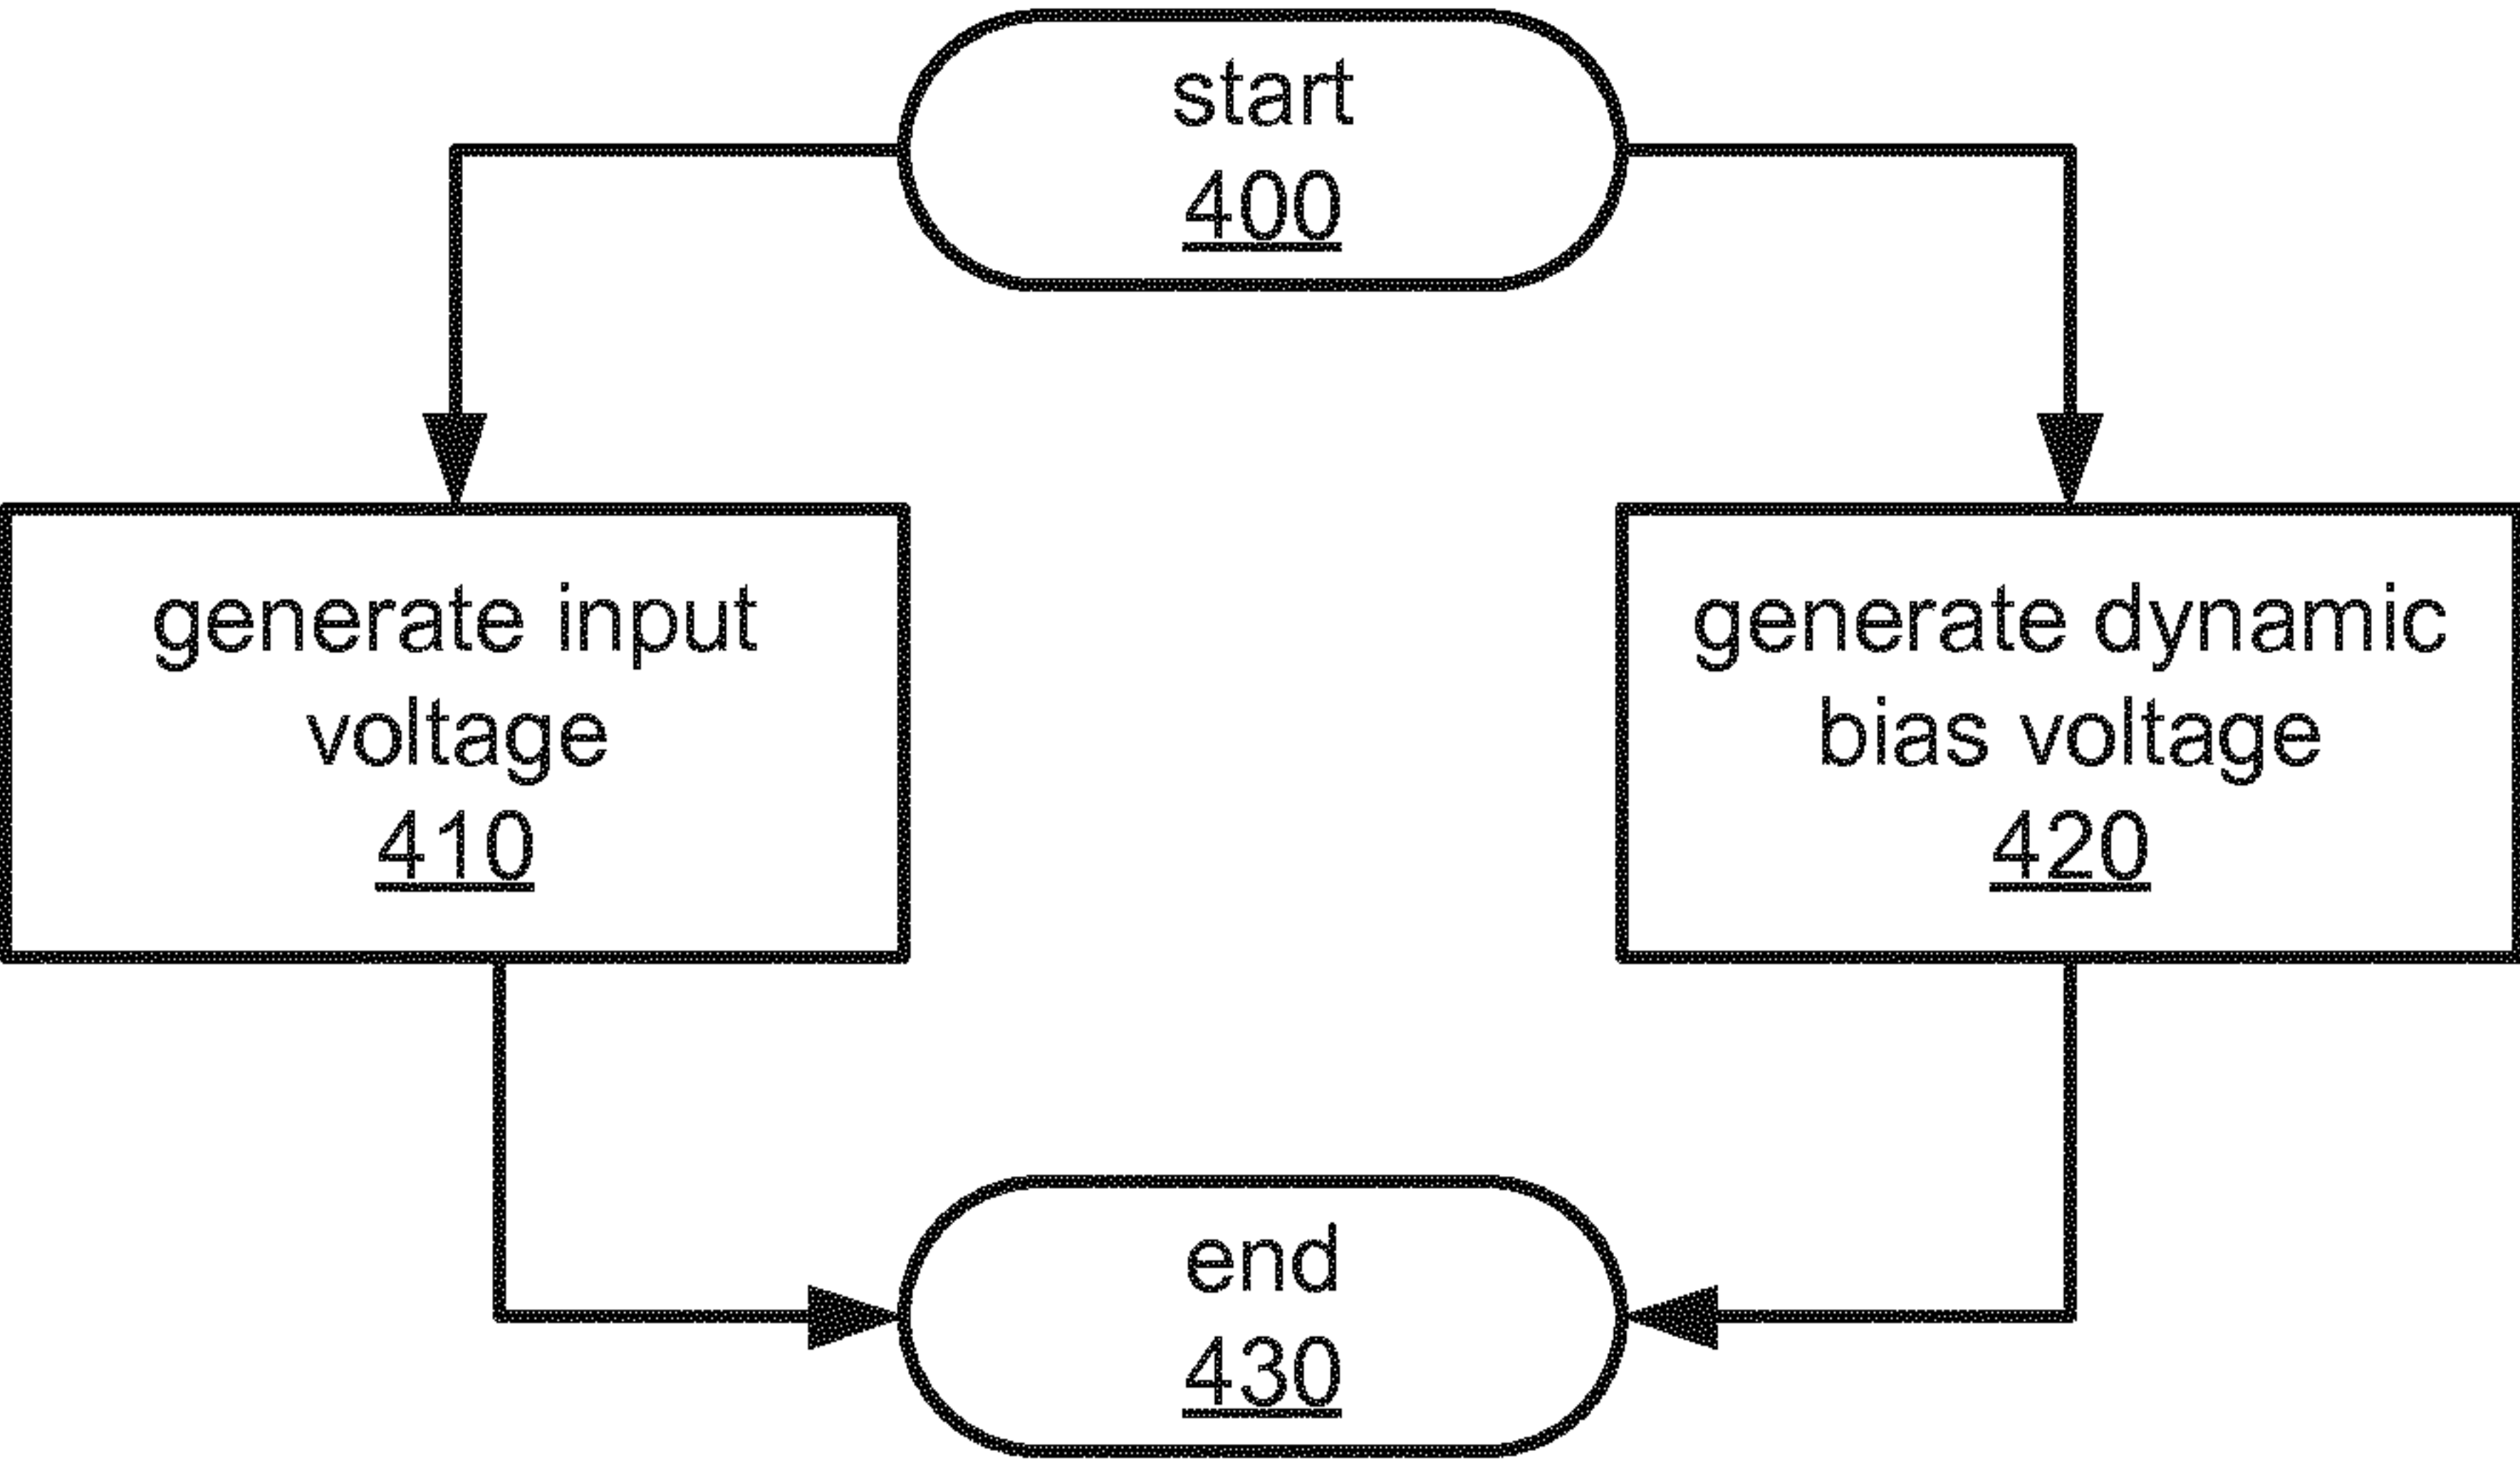 start
400
generate input
voltage
410
generate dynamic
bias voltage
420
end
430